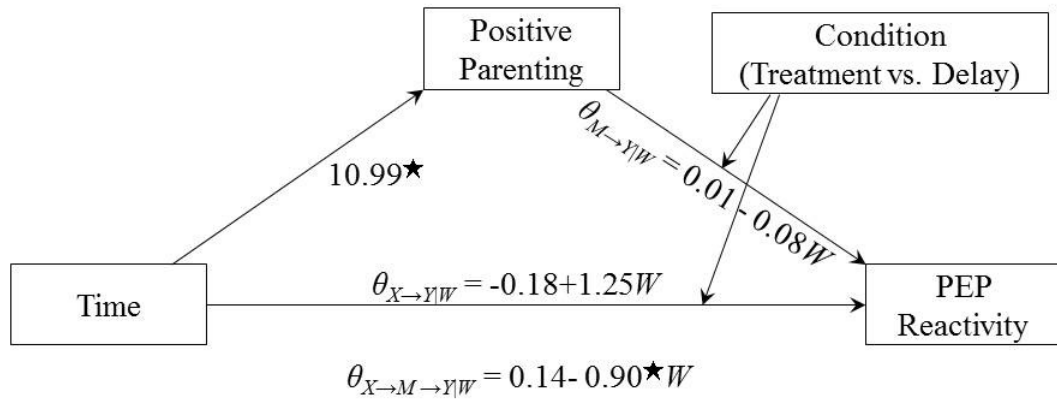 Positive
Parenting
Condition
(Treatment vs. Delay)
θM→Y|W = 0.01 - 0.08W
10.99★
Time
θX→Y|W = -0.18+1.25W
PEP
Reactivity
θX→M→Y|W = 0.14- 0.90★W